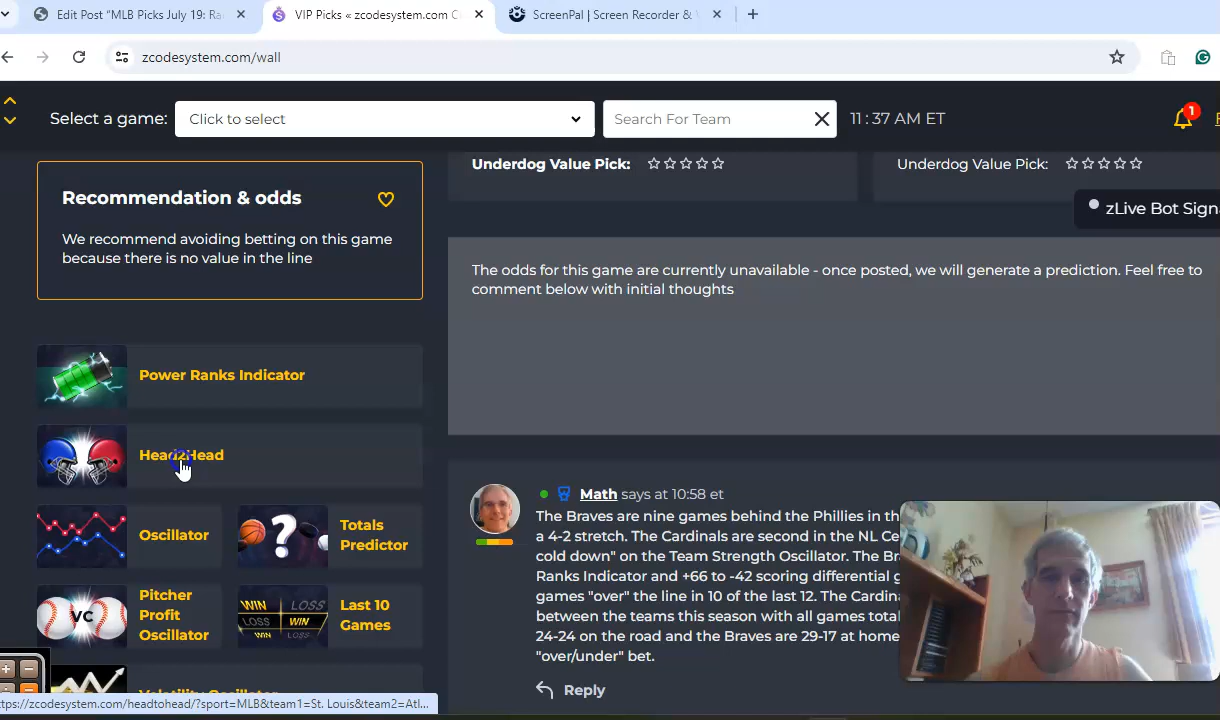 Edit Post "MLB Picks July 19: Ra
VIP Picks « zcodesystem.com C
ScreenPal | Screen Recorder &
zcodesystem.com/wall
Select a game:
Click to select
Search For Team
11 : 37 AM ET
1
Recommendation & odds
We recommend avoiding betting on this game
because there is no value in the line
Underdog Value Pick:
Underdog Value Pick:
zLive Bot Sign
The odds for this game are currently unavailable - once posted, we will generate a prediction. Feel free to
comment below with initial thoughts
Power Ranks Indicator
Head2Head
Oscillator
Totals
Predictor
Pitcher
Profit
Oscillator
VC
WIN LOSS
LOSS WIN
WIN LOSS
Last 10
Games
Volatility Oscillator
Math says at 10:58 et
The Braves are nine games behind the Phillies in th
a 4-2 stretch. The Cardinals are second in the NL Ce
cold down" on the Team Strength Oscillator. The Br
Ranks Indicator and +66 to -42 scoring differential g
games "over" the line in 10 of the last 12. The Cardina
between the teams this season with all games total
24-24 on the road and the Braves are 29-17 at home
"over/under" bet.
Reply
ttps://zcodesystem.com/headtohead/?sport=MLB&team1=St. Louis&team2=Atl...